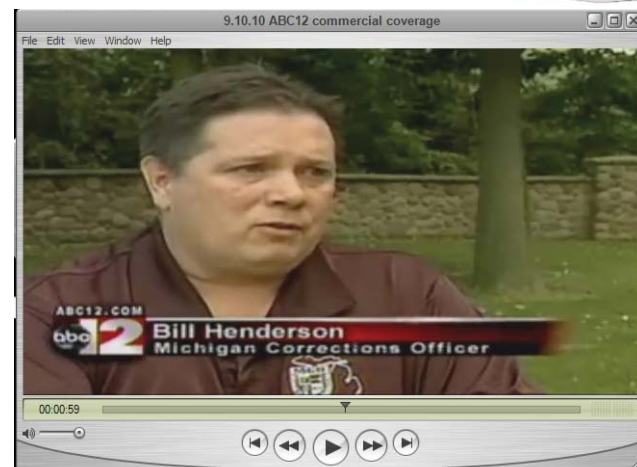 9.10.10 ABC12 commercial coverage
File Edit View Window Help
ABC12.COM
abc 12
Bill Henderson
Michigan Corrections Officer
00:00:59